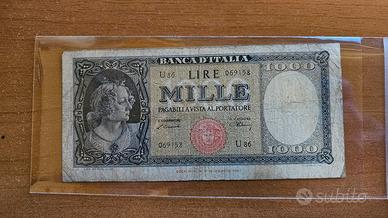 BANCA D'ITALIA
1000
U 86
069158
LIRE
MILLE
PAGABILI A VISTA AL PORTATORE
069158
U 86
1000
subito